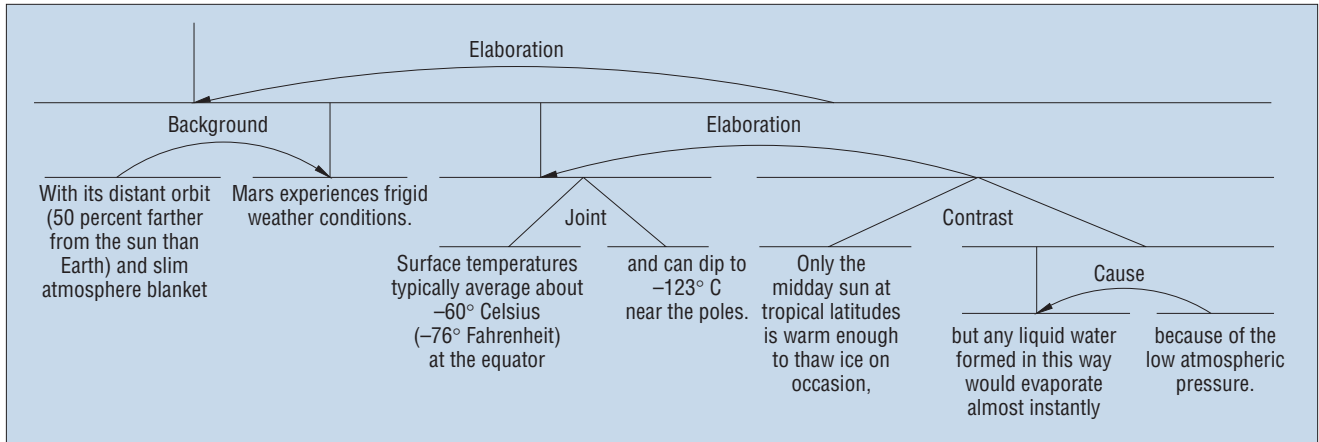 Elaboration
Background
Elaboration
With its distant orbit
(50 percent farther
from the sun than
Earth) and slim
atmosphere blanket
Mars experiences frigid
weather conditions.
Joint
Contrast
Surface temperatures
typically average about
–60° Celsius
(–76° Fahrenheit)
at the equator
and can dip to
–123° C
near the poles.
Only the
midday sun at
tropical latitudes
is warm enough
to thaw ice on
occasion,
Cause
but any liquid water
formed in this way
would evaporate
almost instantly
because of the
low atmospheric
pressure.